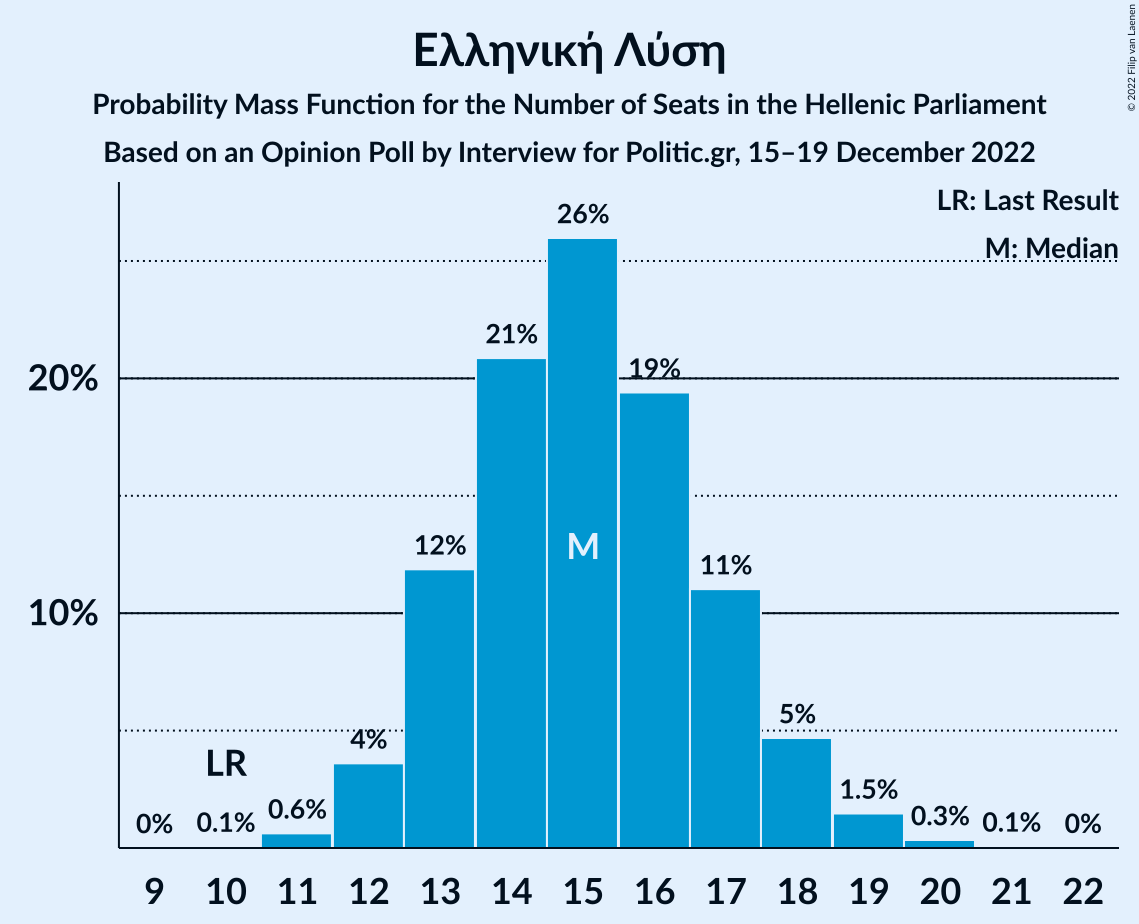 Ελληνική Λύση
Probability Mass Function for the Number of Seats in the Hellenic Parliament
Based on an Opinion Poll by Interview for Politic.gr, 15–19 December 2022
© 2022 Filip van Laenen
LR: Last Result
M: Median
20%
10%
0%
0.1%
0.6%
4%
12%
21%
26%
19%
11%
5%
1.5%
0.3%
0.1%
0%
LR
M
9 10 11 12 13 14 15 16 17 18 19 20 21 22